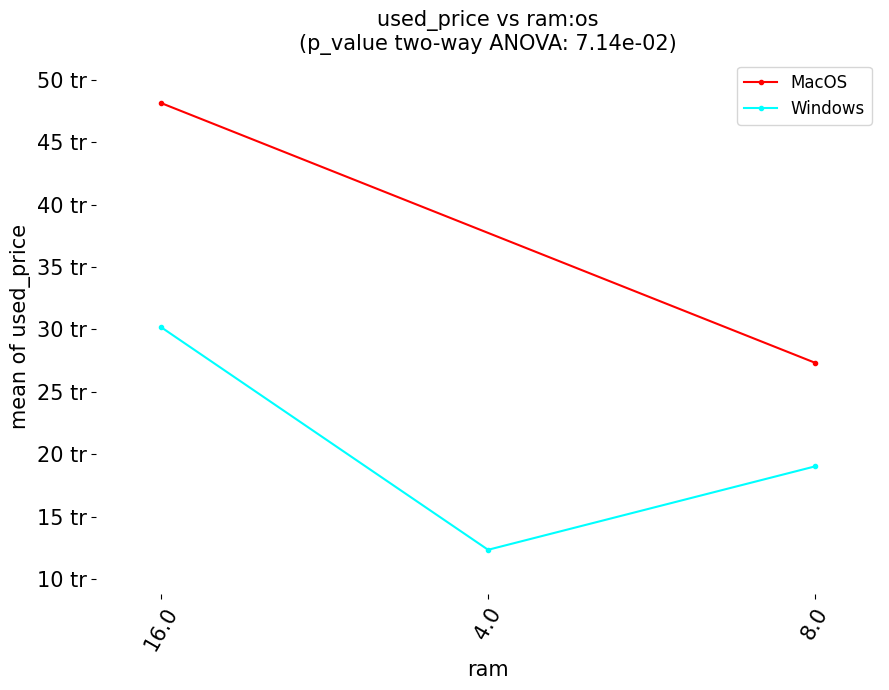 used_price vs ram:os
(p_value two-way ANOVA: 7.14e-02)
MacOS
Windows
mean of used_price
50 tr
45 tr
40 tr
35 tr
30 tr
25 tr
20 tr
15 tr
10 tr
16.0
4.0
8.0
ram